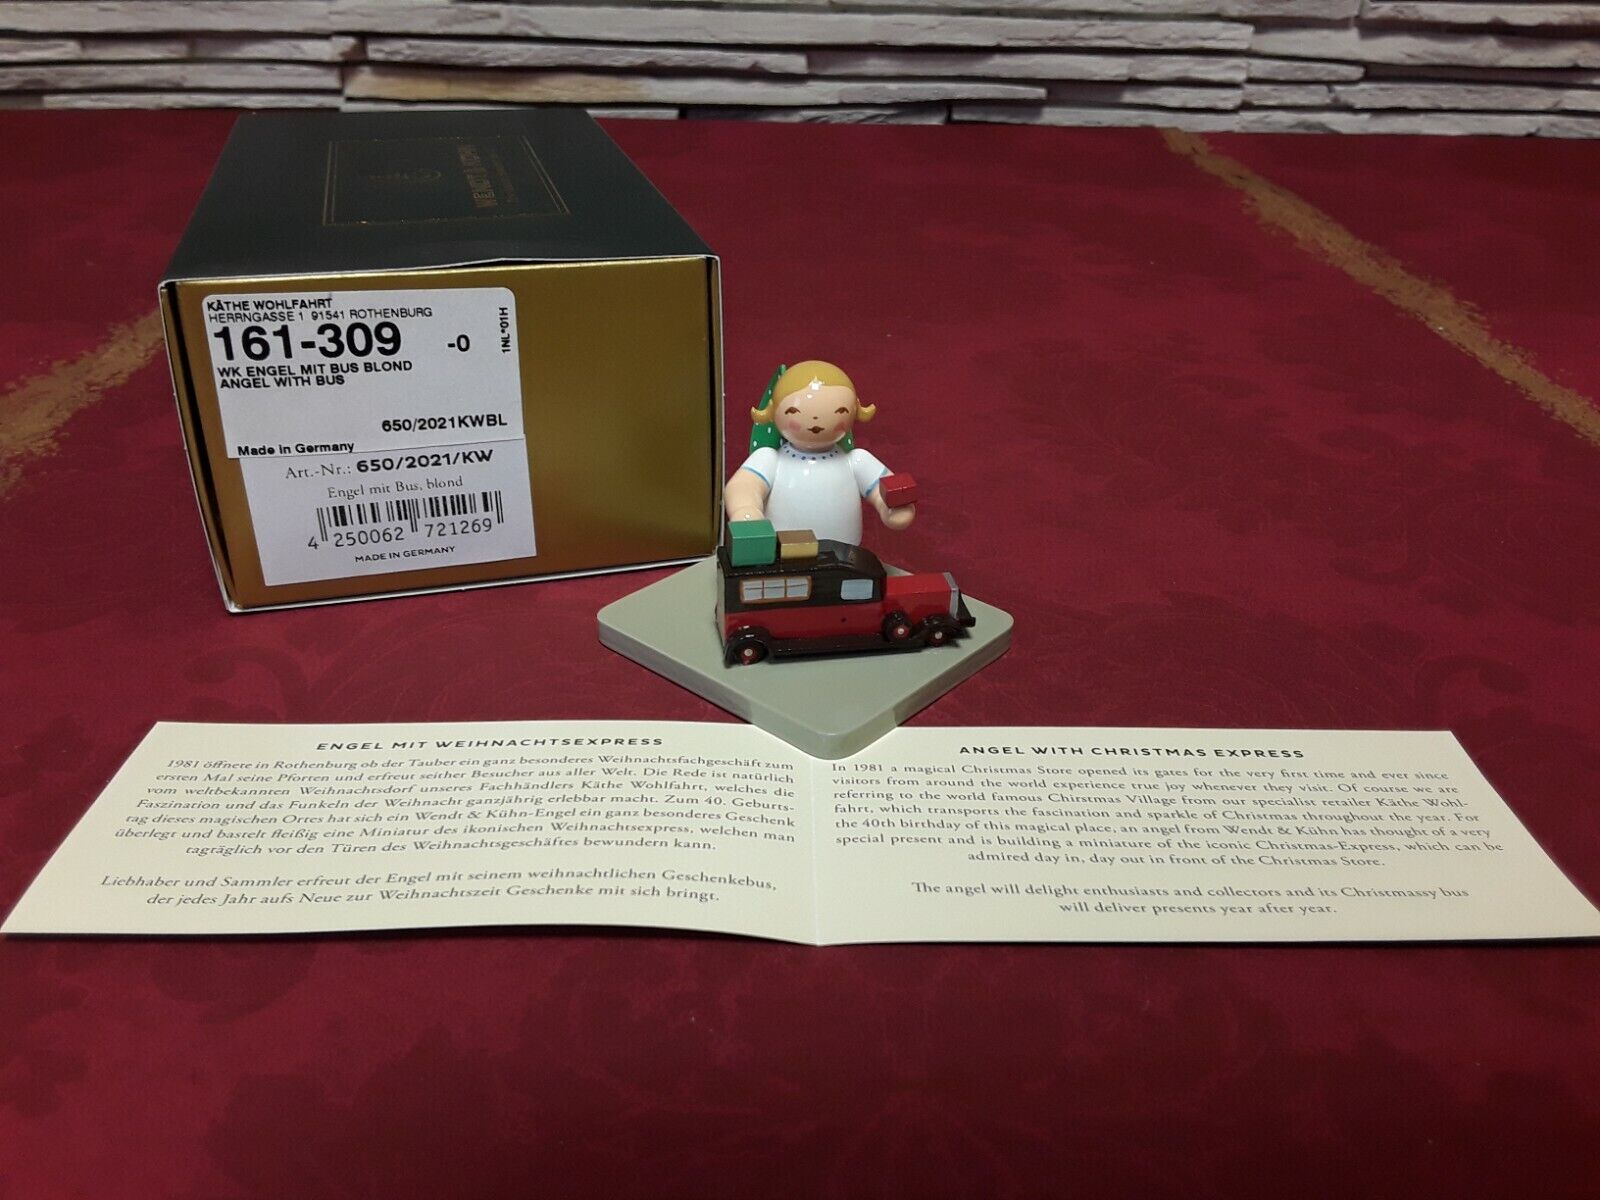 WENDT & KÜHN
KÄTHE WOHLFAHRT
HERRNGASSE 1 91541 ROTHENBURG
161-309 -0
1NL*01H
WK ENGEL MIT BUS BLOND
ANGEL WITH BUS
650/2021KWBL
Made in Germany
Art.-Nr.: 650/2021/KW
Engel mit Bus, blond
4 250062 721269
MADE IN GERMANY
ENGEL MIT WEIHNACHTSEXPRESS
1981 öffnete in Rothenburg ob der Tauber ein ganz besonderes Weihnachtsfachgeschäft zum
ersten Mal seine Pforten und erfreut seither Besucher aus aller Welt. Die Rede ist natürlich
vom weltbekannten Weihnachtsdorf unseres Fachhändlers Käthe Wohlfahrt, welches die
Faszination und das Funkeln der Weihnacht ganzjährig erlebbar macht. Zum 40. Geburts-
tag dieses magischen Ortes hat sich ein Wendt & Kühn-Engel ein ganz besonderes Geschenk
überlegt und bastelt fleißig eine Miniatur des ikonischen Weihnachtsexpress, welchen man
tagtäglich vor den Türen des Weihnachtsgeschäftes bewundern kann.
Liebhaber und Sammler erfreut der Engel mit seinem weihnachtlichen Geschenkebus,
der jedes Jahr aufs Neue zur Weihnachtszeit Geschenke mit sich bringt.
ANGEL WITH CHRISTMAS EXPRESS
In 1981 a magical Christmas Store opened its gates for the very first time and ever since
visitors from around the world experience true joy whenever they visit. Of course we are
referring to the world famous Chirstmas Village from our specialist retailer Käthe Wohl-
fahrt, which transports the fascination and sparkle of Christmas throughout the year. For
the 40th birthday of this magical place, an angel from Wendt & Kühn has thought of a very
special present and is building a miniature of the iconic Christmas-Express, which can be
admired day in, day out in front of the Christmas Store.
The angel will delight enthusiasts and collectors and its Christmassy bus
will deliver presents year after year.